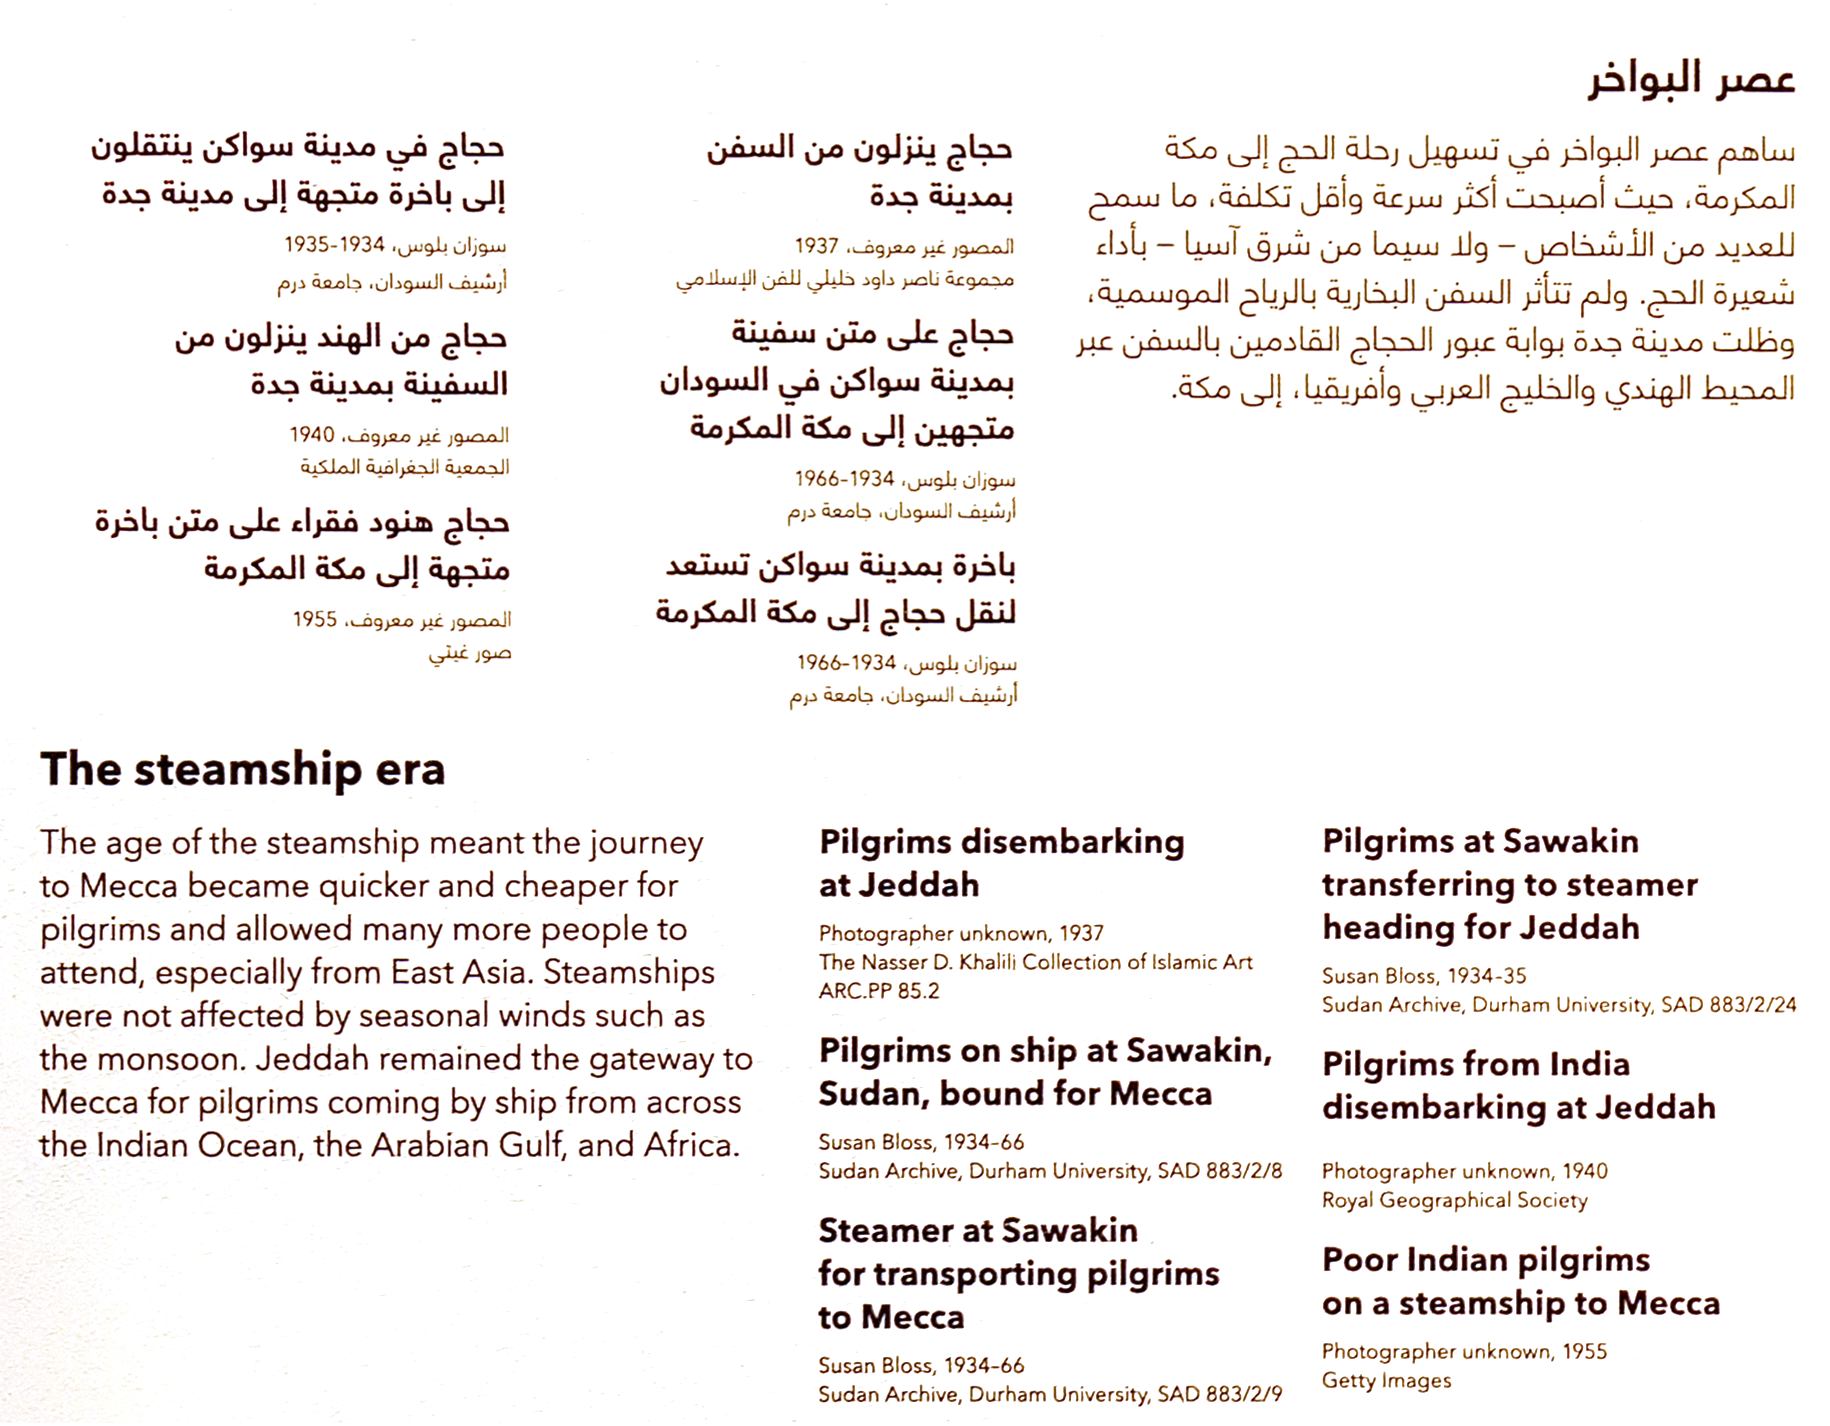 عصر البواخر
ساهم عصر البواخر في تسهيل رحلة الحج إلى مكة
المكرمة، حيث أصبحت أكثر سرعة وأقل تكلفة، ما سمح
للعديد من الأشخاص – ولا سيما من شرق آسيا – بأداء
شعيرة الحج. ولم تتأثر السفن البخارية بالرياح الموسمية،
وظلت مدينة جدة بوابة عبور الحجاج القادمين بالسفن عبر
المحيط الهندي والخليج العربي وأفريقيا، إلى مكة.
حجاج ينزلون من السفن
بمدينة جدة
المصور غير معروف، 1937
مجموعة ناصر داود خليلي للفن الإسلامي
حجاج على متن سفينة
بمدينة سواكن في السودان
متجهين إلى مكة المكرمة
سوزان بلوس، 1934-1966
أرشيف السودان، جامعة درم
باخرة بمدينة سواكن تستعد
لنقل حجاج إلى مكة المكرمة
سوزان بلوس، 1934-1966
أرشيف السودان، جامعة درم
حجاج في مدينة سواكن ينتقلون
إلى باخرة متجهة إلى مدينة جدة
سوزان بلوس، 1934-1935
أرشيف السودان، جامعة درم
حجاج من الهند ينزلون من
السفينة بمدينة جدة
المصور غير معروف، 1940
الجمعية الجغرافية الملكية
حجاج هنود فقراء على متن باخرة
متجهة إلى مكة المكرمة
المصور غير معروف، 1955
صور غيتي
The steamship era
The age of the steamship meant the journey
to Mecca became quicker and cheaper for
pilgrims and allowed many more people to
attend, especially from East Asia. Steamships
were not affected by seasonal winds such as
the monsoon. Jeddah remained the gateway to
Mecca for pilgrims coming by ship from across
the Indian Ocean, the Arabian Gulf, and Africa.
Pilgrims disembarking
at Jeddah
Photographer unknown, 1937
The Nasser D. Khalili Collection of Islamic Art
ARC.PP 85.2
Pilgrims on ship at Sawakin,
Sudan, bound for Mecca
Susan Bloss, 1934–66
Sudan Archive, Durham University, SAD 883/2/8
Steamer at Sawakin
for transporting pilgrims
to Mecca
Susan Bloss, 1934–66
Sudan Archive, Durham University, SAD 883/2/9
Pilgrims at Sawakin
transferring to steamer
heading for Jeddah
Susan Bloss, 1934-35
Sudan Archive, Durham University, SAD 883/2/24
Pilgrims from India
disembarking at Jeddah
Photographer unknown, 1940
Royal Geographical Society
Poor Indian pilgrims
on a steamship to Mecca
Photographer unknown, 1955
Getty Images